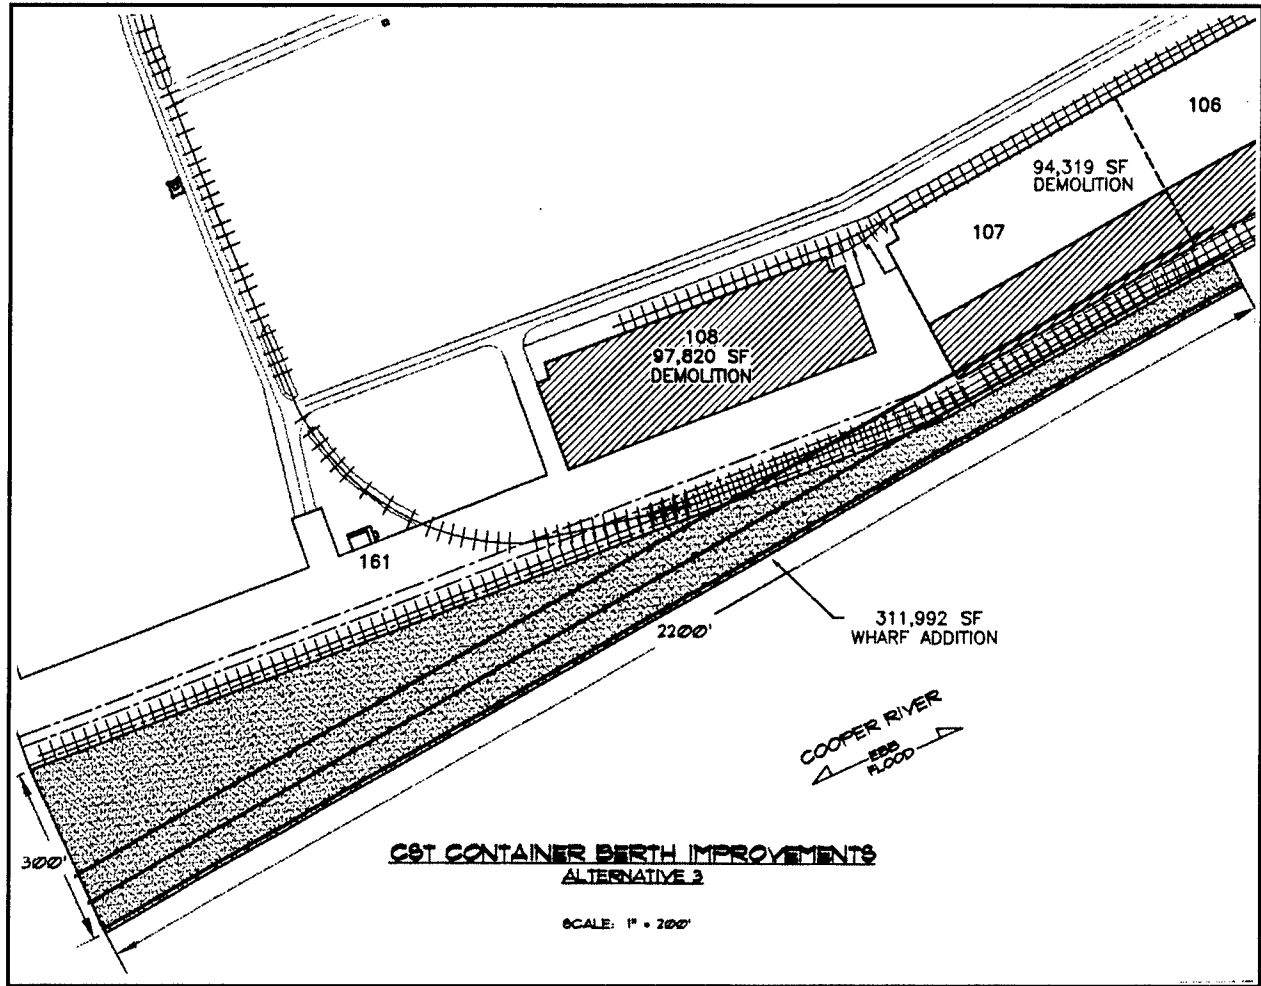 106
94,319 SF
DEMOLITION
107
108
97,820 SF
DEMOLITION
161
2200'
311,992 SF
WHARF ADDITION
COOPER RIVER
EBB
FLOOD
300'
CST CONTAINER BERTH IMPROVEMENTS
ALTERNATIVE 3
SCALE: 1" = 200'